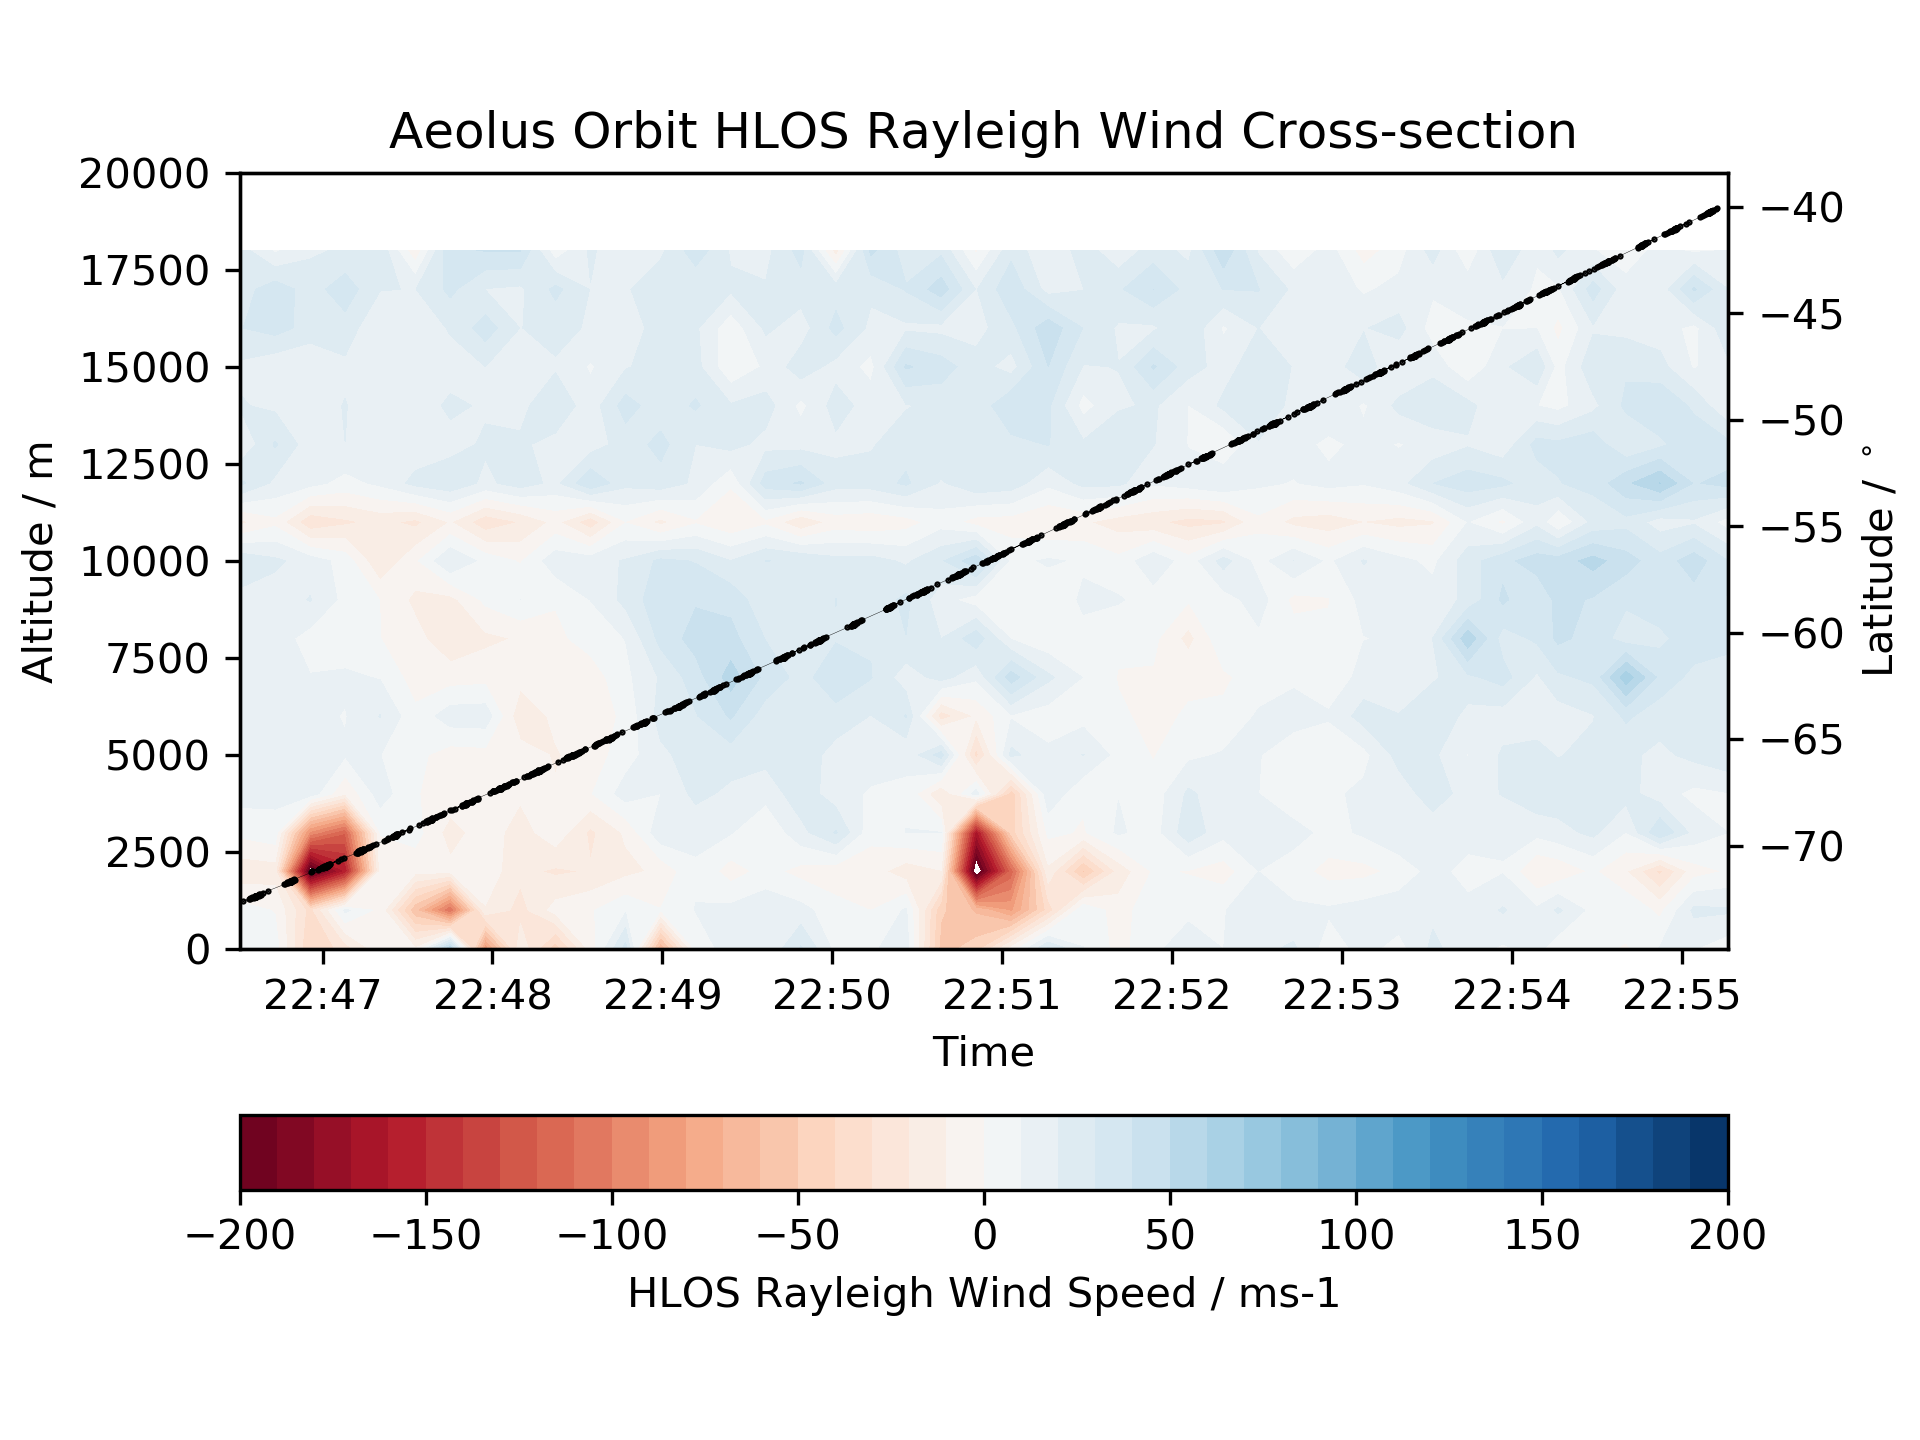 Aeolus Orbit HLOS Rayleigh Wind Cross-section
20000
17500
15000
12500
10000
7500
5000
2500
0
Altitude / m
−40
−45
−50
−55
−60
−65
−70
Latitude / °
22:47 22:48 22:49 22:50 22:51 22:52 22:53 22:54 22:55
Time
−200 −150 −100 −50 0 50 100 150 200
HLOS Rayleigh Wind Speed / ms-1